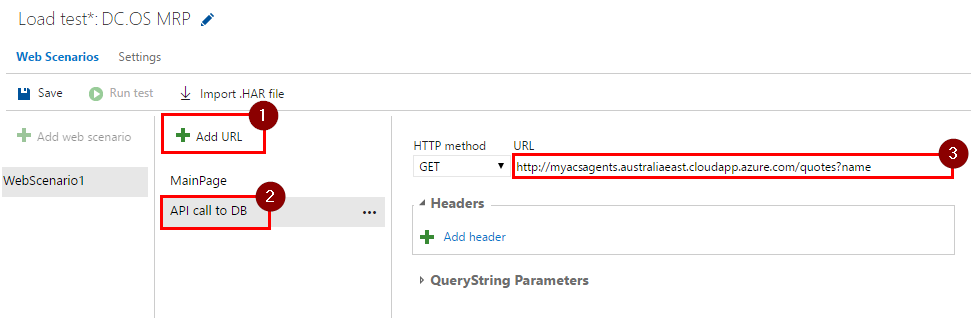 Load test*: DC.OS MRP
Web Scenarios Settings
Save Run test Import .HAR file
1
Add web scenario Add URL
HTTP method URL
3
GET http://myacsagents.australiaeast.cloudapp.azure.com/quotes?name
WebScenario1 MainPage
2
API call to DB ...
Headers
Add header
QueryString Parameters